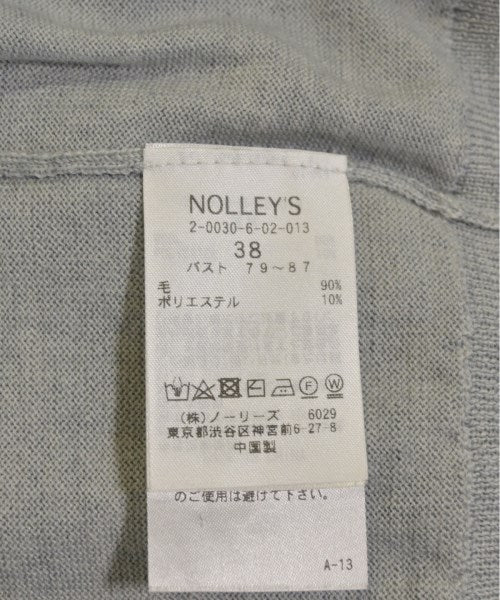 NOLLEY'S
2-0030-6-02-013
38
バスト 79～87
毛 90%
ポリエステル 10%
F W
(株)ノーリーズ 6029
東京都渋谷区神宮前6-27-8
中国製
のご使用は避けて下さい。
A-13